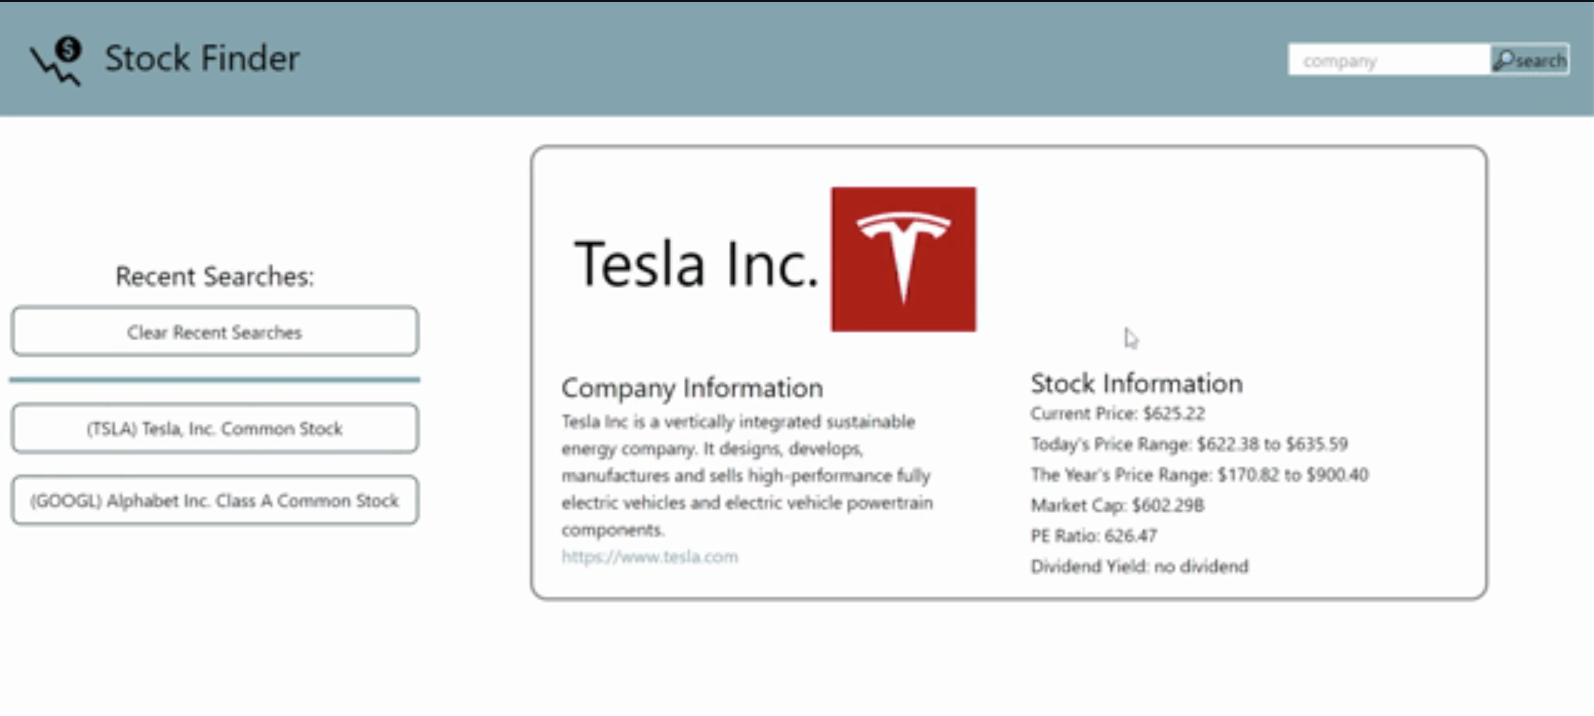 Stock Finder
company
search
Recent Searches:
Clear Recent Searches
(TSLA) Tesla, Inc. Common Stock
(GOOGL) Alphabet Inc. Class A Common Stock
Tesla Inc.
Company Information
Tesla Inc is a vertically integrated sustainable
energy company. It designs, develops,
manufactures and sells high-performance fully
electric vehicles and electric vehicle powertrain
components.
https://www.tesla.com
Stock Information
Current Price: $625.22
Today's Price Range: $622.38 to $635.59
The Year's Price Range: $170.82 to $900.40
Market Cap: $602.29B
PE Ratio: 626.47
Dividend Yield: no dividend